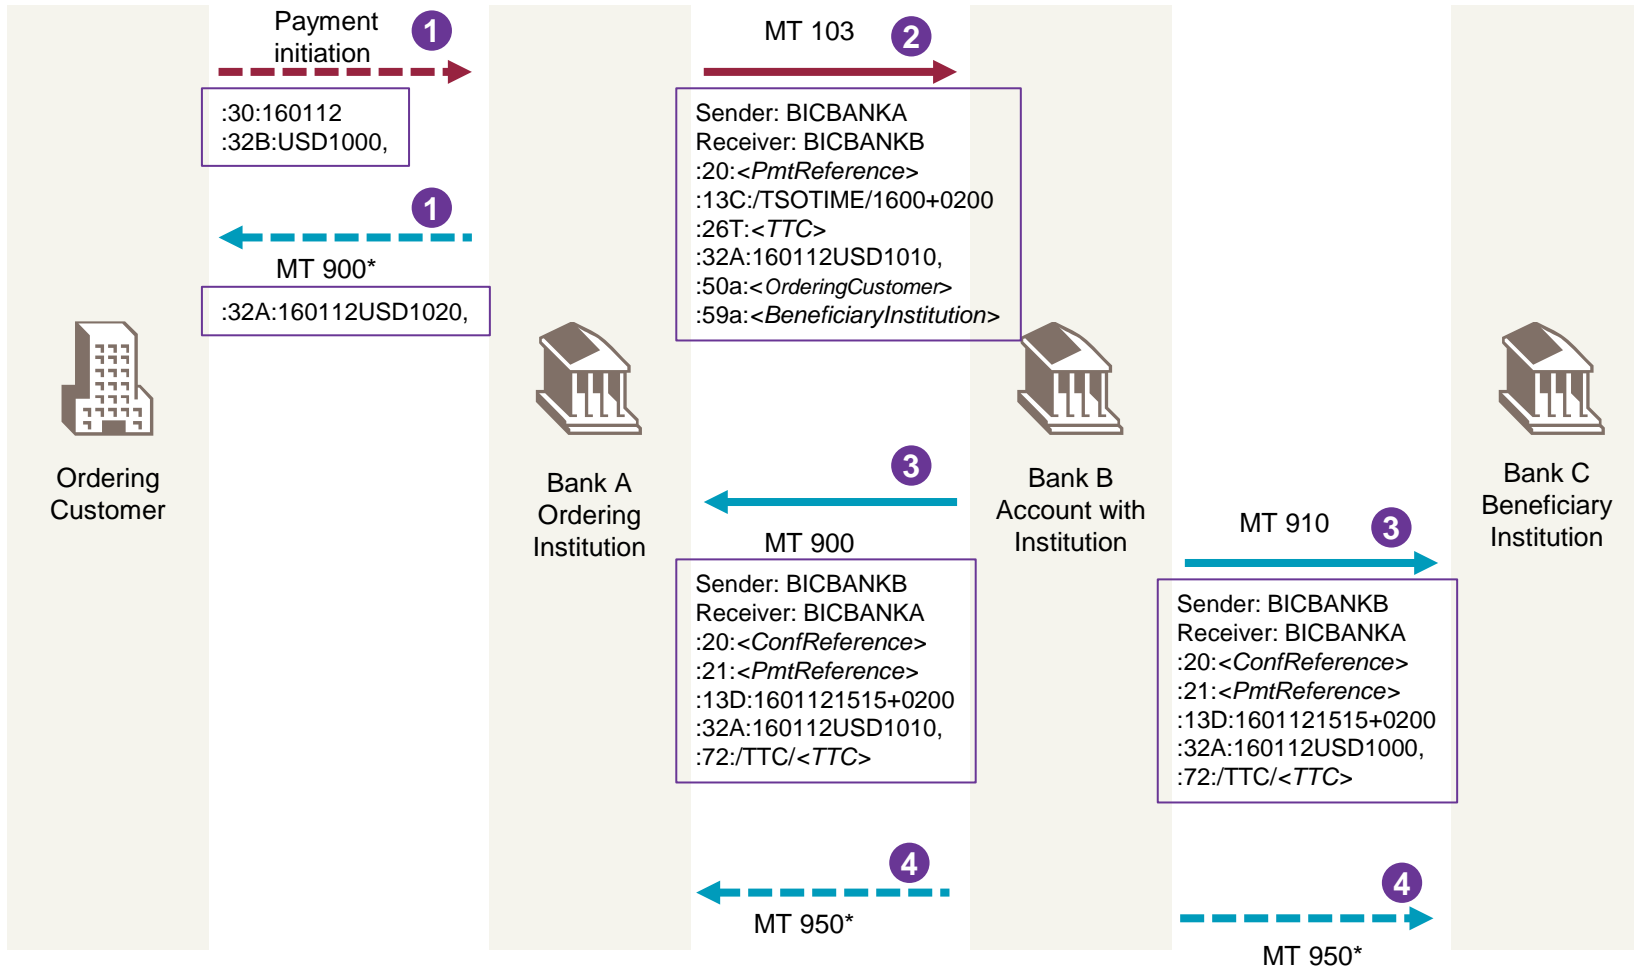 Payment
initiation
1
:30:160112
:32B:USD1000,
1
MT 900*
:32A:160112USD1020,
MT 103
2
Sender: BICBANKA
Receiver: BICBANKB
:20:<PmtReference>
:13C:/TSOTIME/1600+0200
:26T:<TTC>
:32A:160112USD1010,
:50a:<OrderingCustomer>
:59a:<BeneficiaryInstitution>
Ordering
Customer
Bank A
Ordering
Institution
3
MT 900
Sender: BICBANKB
Receiver: BICBANKA
:20:<ConfReference>
:21:<PmtReference>
:13D:1601121515+0200
:32A:160112USD1010,
:72:/TTC/<TTC>
Bank B
Account with
Institution
MT 910
3
Sender: BICBANKB
Receiver: BICBANKA
:20:<ConfReference>
:21:<PmtReference>
:13D:1601121515+0200
:32A:160112USD1000,
:72:/TTC/<TTC>
Bank C
Beneficiary
Institution
4
MT 950*
4
MT 950*